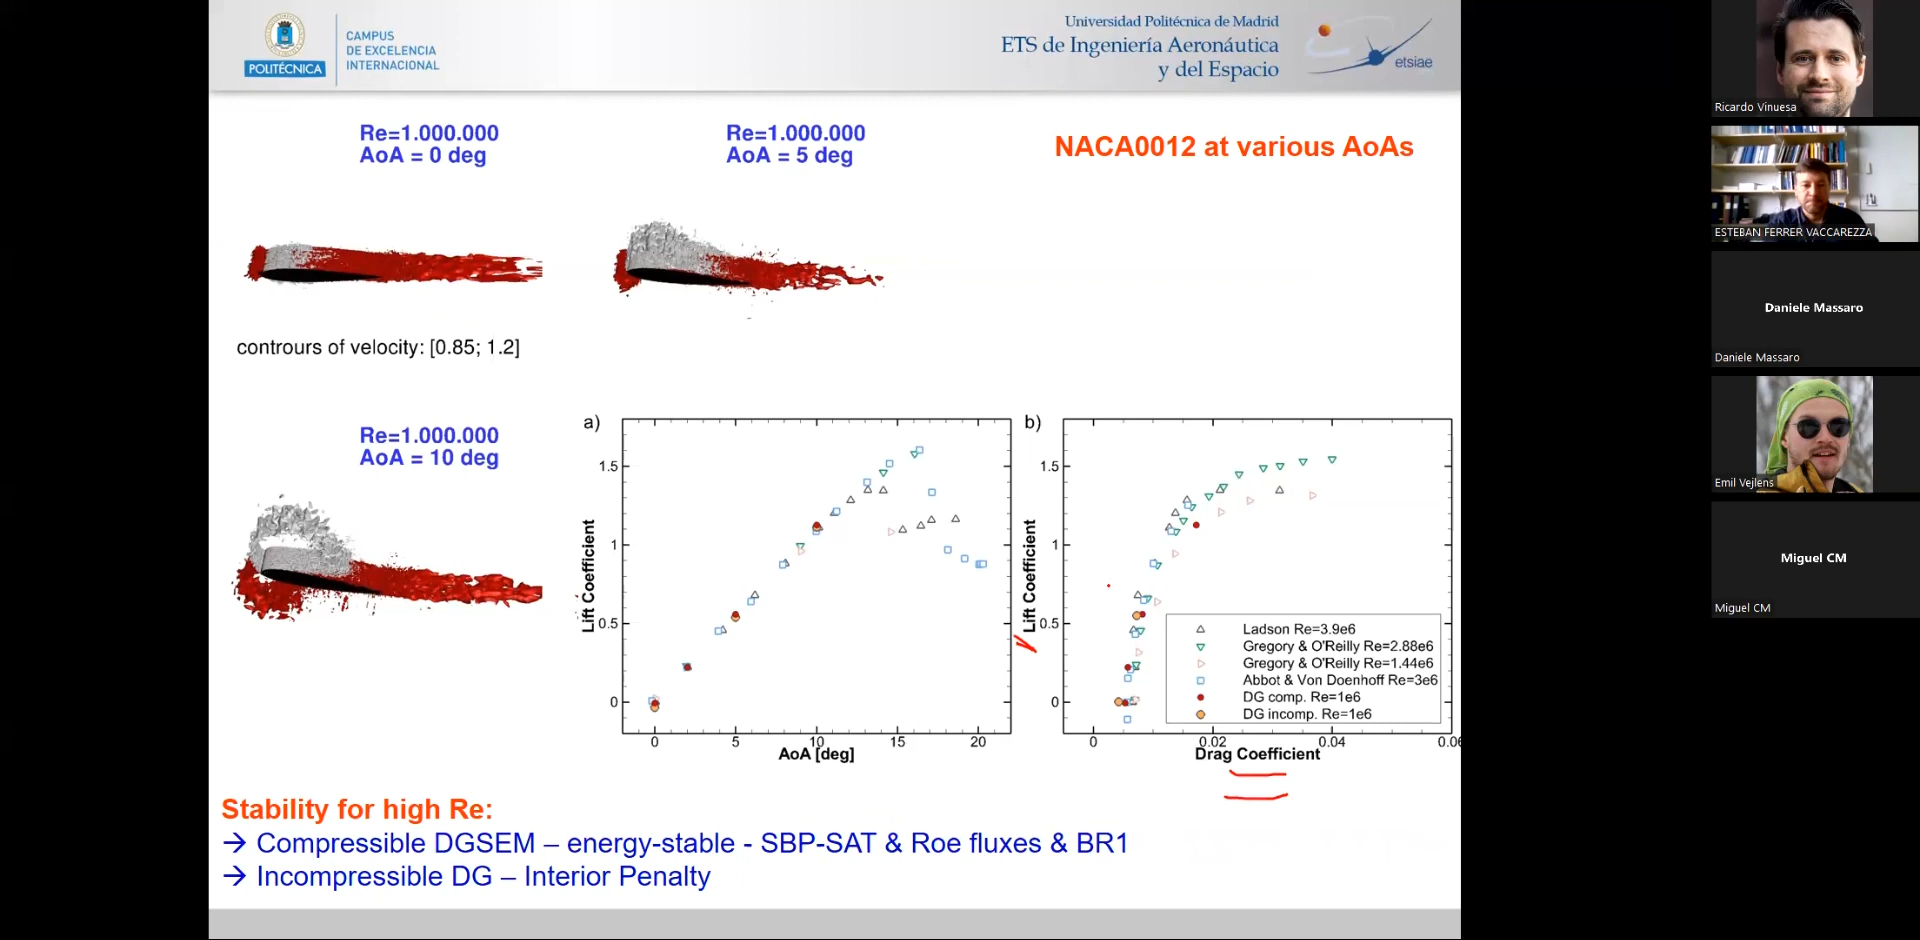 POLITÉCNICA
CAMPUS
DE EXCELENCIA
INTERNACIONAL
Universidad Politécnica de Madrid
ETS de Ingeniería Aeronáutica
y del Espacio
etsiae
Re=1.000.000
AoA = 0 deg
Re=1.000.000
AoA = 5 deg
NACA0012 at various AoAs
contours of velocity: [0.85; 1.2]
Re=1.000.000
AoA = 10 deg
a)
Lift Coefficient
1.5
1
0.5
0
0 5 10 15 20
AoA [deg]
b)
Lift Coefficient
1.5
1
0.5
0
Ladson Re=3.9e6
Gregory & O'Reilly Re=2.88e6
Gregory & O'Reilly Re=1.44e6
Abbot & Von Doenhoff Re=3e6
DG comp. Re=1e6
DG incomp. Re=1e6
0 0.02 0.04 0.06
Drag Coefficient
Stability for high Re:
→ Compressible DGSEM – energy-stable - SBP-SAT & Roe fluxes & BR1
→ Incompressible DG – Interior Penalty
Ricardo Vinuesa
ESTEBAN FERRER VACCAREZZA
Daniele Massaro
Daniele Massaro
Emil Vejlens
Miguel CM
Miguel CM